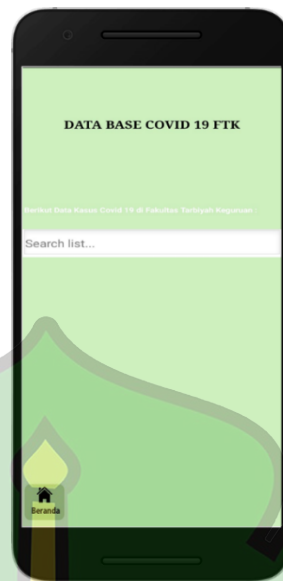 DATA BASE COVID 19 FTK
Berikut Data Kasus Covid 19 di Fakultas Tarbiyah Keguruan :
Search list...
Beranda